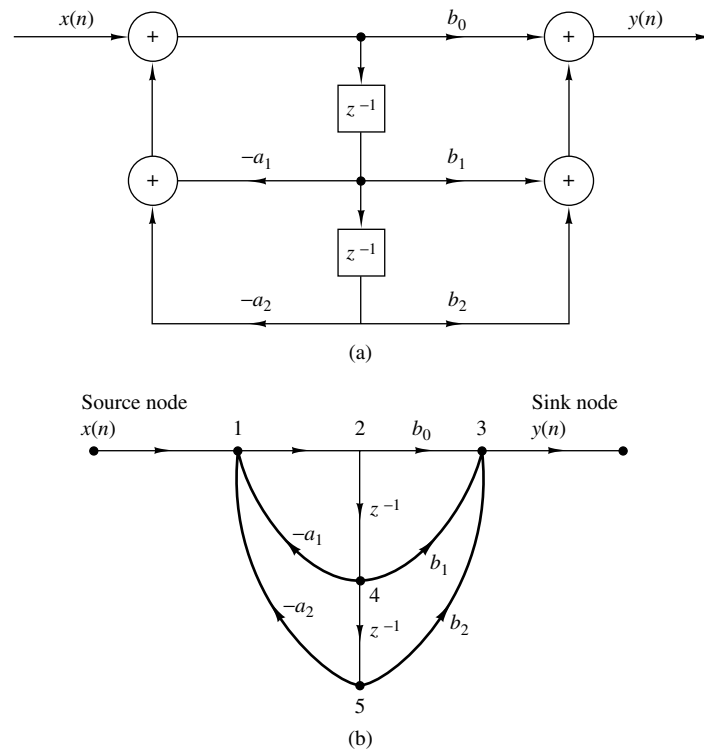 x(n) b₀ y(n)
+ +
z⁻¹
−a₁ b₁
+ +
z⁻¹
−a₂ b₂
(a)
Source node Sink node
x(n) 1 2 b₀ 3 y(n)
z⁻¹
−a₁ b₁
4
−a₂ z⁻¹ b₂
5
(b)